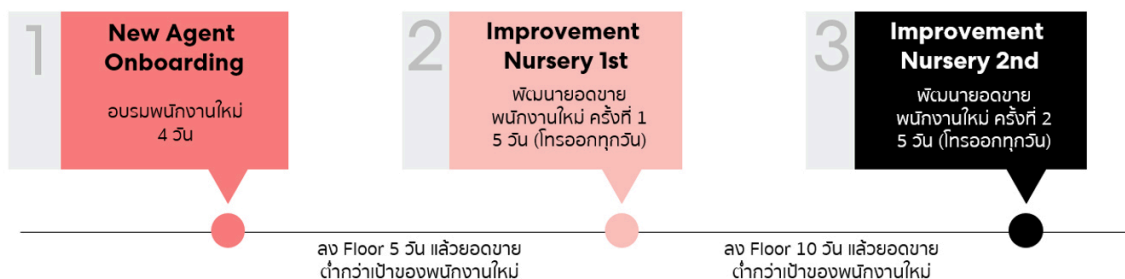 1
New Agent
Onboarding
อบรมพนักงานใหม่
4 วัน
2
Improvement
Nursery 1st
พัฒนายอดขาย
พนักงานใหม่ ครั้งที่ 1
5 วัน (โทรออกทุกวัน)
3
Improvement
Nursery 2nd
พัฒนายอดขาย
พนักงานใหม่ ครั้งที่ 2
5 วัน (โทรออกทุกวัน)
ลง Floor 5 วัน แล้วยอดขาย
ต่ำกว่าเป้าของพนักงานใหม่
ลง Floor 10 วัน แล้วยอดขาย
ต่ำกว่าเป้าของพนักงานใหม่